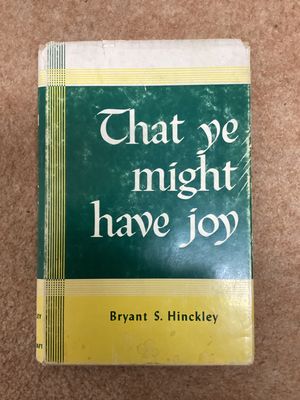 That ye
might
have joy
Bryant S. Hinckley